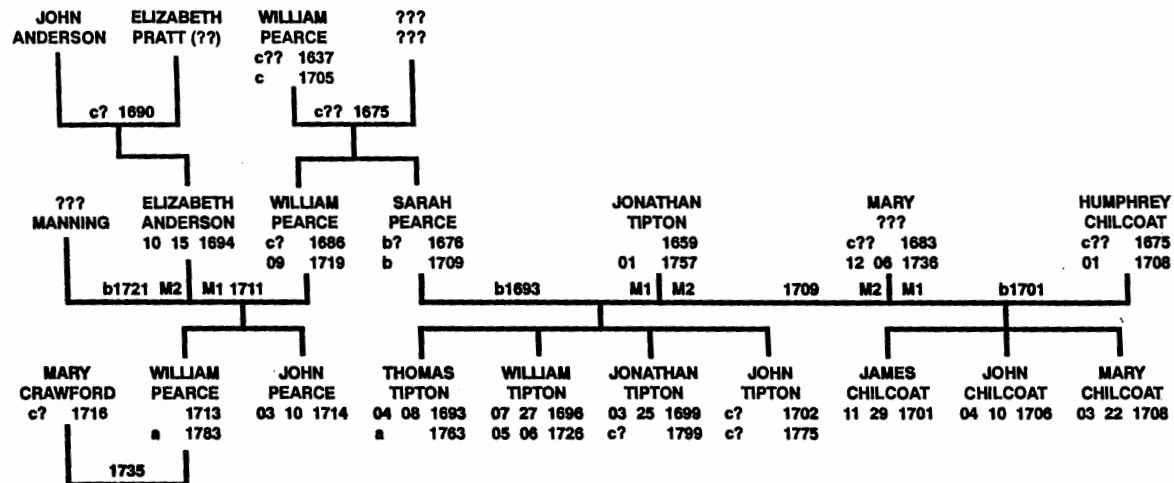 JOHN ELIZABETH WILLIAM ???
ANDERSON PRATT (??) PEARCE ???
c?? 1637
c 1705
c? 1690 c?? 1675
??? ELIZABETH WILLIAM SARAH JONATHAN MARY HUMPHREY
MANNING ANDERSON PEARCE PEARCE TIPTON ??? CHILCOAT
10 15 1694 c? 1686 b? 1676 1659 c?? 1683 c?? 1675
09 1719 b 1709 01 1757 12 06 1736 01 1708
b1721 M2 M1 1711 b1693 M1 M2 1709 M2 M1 b1701
MARY WILLIAM JOHN THOMAS WILLIAM JONATHAN JOHN JAMES JOHN MARY
CRAWFORD PEARCE PEARCE TIPTON TIPTON TIPTON TIPTON CHILCOAT CHILCOAT CHILCOAT
c? 1716 1713 03 10 1714 04 08 1693 07 27 1696 03 25 1699 c? 1702 11 29 1701 04 10 1706 03 22 1708
a 1783 a 1763 05 06 1726 c? 1799 c? 1775
1735